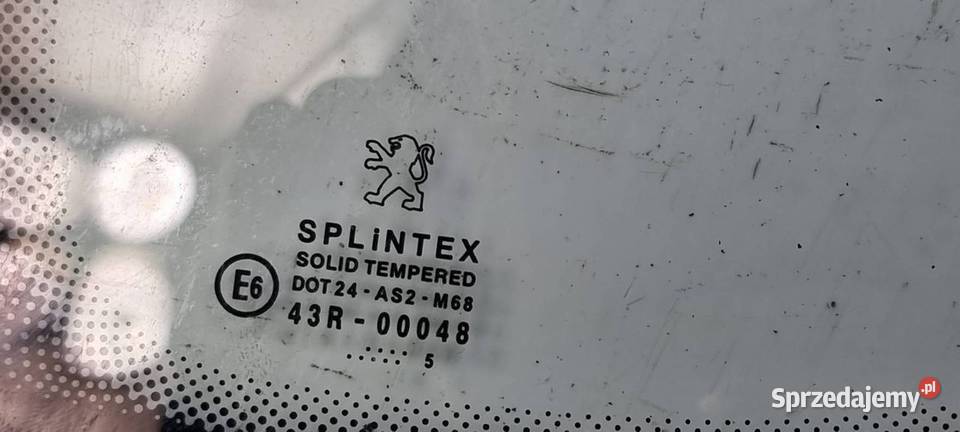 SPLiNTEX
SOLID TEMPERED
E6
DOT 24 - AS2 - M68
43R - 00048
..:::.. 5
Sprzedajemy.pl